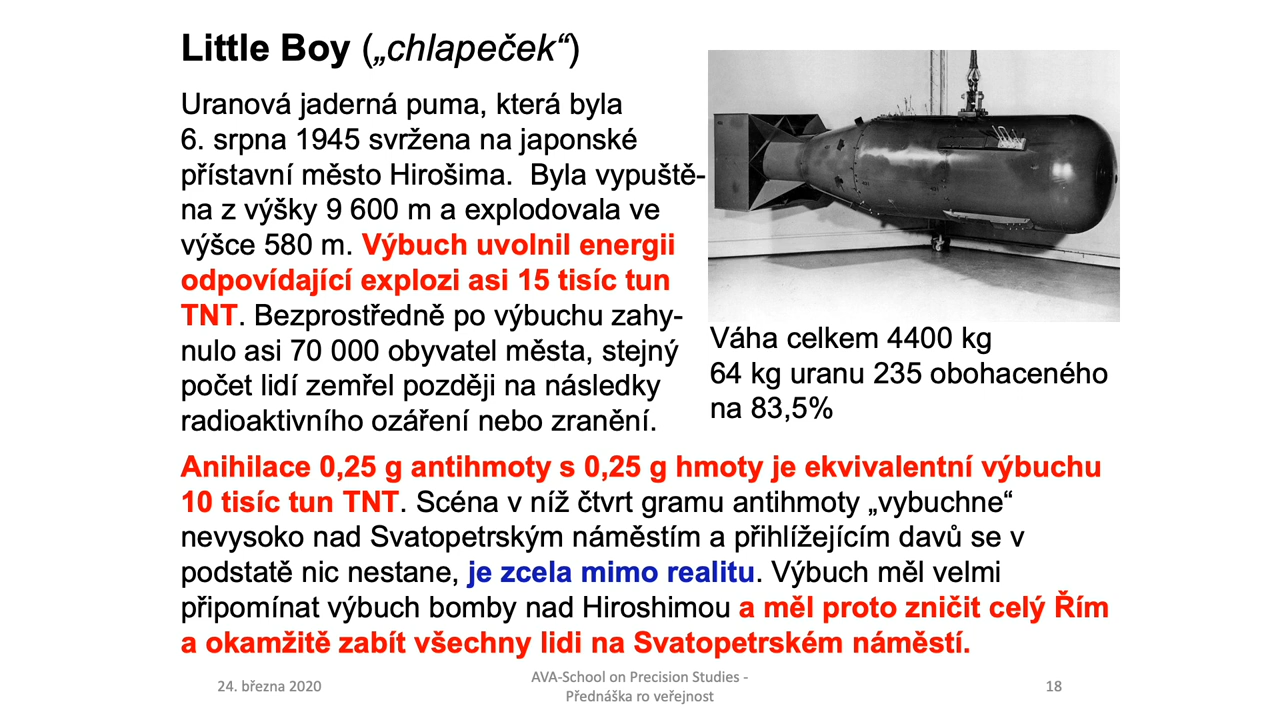 Little Boy („chlapeček“)
Uranová jaderná puma, která byla
6. srpna 1945 svržena na japonské
přístavní město Hirošima.  Byla vypuště-
na z výšky 9 600 m a explodovala ve
výšce 580 m. Výbuch uvolnil energii
odpovídající explozi asi 15 tisíc tun
TNT. Bezprostředně po výbuchu zahy-
nulo asi 70 000 obyvatel města, stejný
počet lidí zemřel později na následky
radioaktivního ozáření nebo zranění.
Váha celkem 4400 kg
64 kg uranu 235 obohaceného
na 83,5%
Anihilace 0,25 g antihmoty s 0,25 g hmoty je ekvivalentní výbuchu
10 tisíc tun TNT. Scéna v níž čtvrt gramu antihmoty „vybuchne“
nevysoko nad Svatopetrským náměstím a přihlížejícím davů se v
podstatě nic nestane, je zcela mimo realitu. Výbuch měl velmi
připomínat výbuch bomby nad Hiroshimou a měl proto zničit celý Řím
a okamžitě zabít všechny lidi na Svatopetrském náměstí.
24. března 2020
AVA-School on Precision Studies -
Přednáška ro veřejnost
18